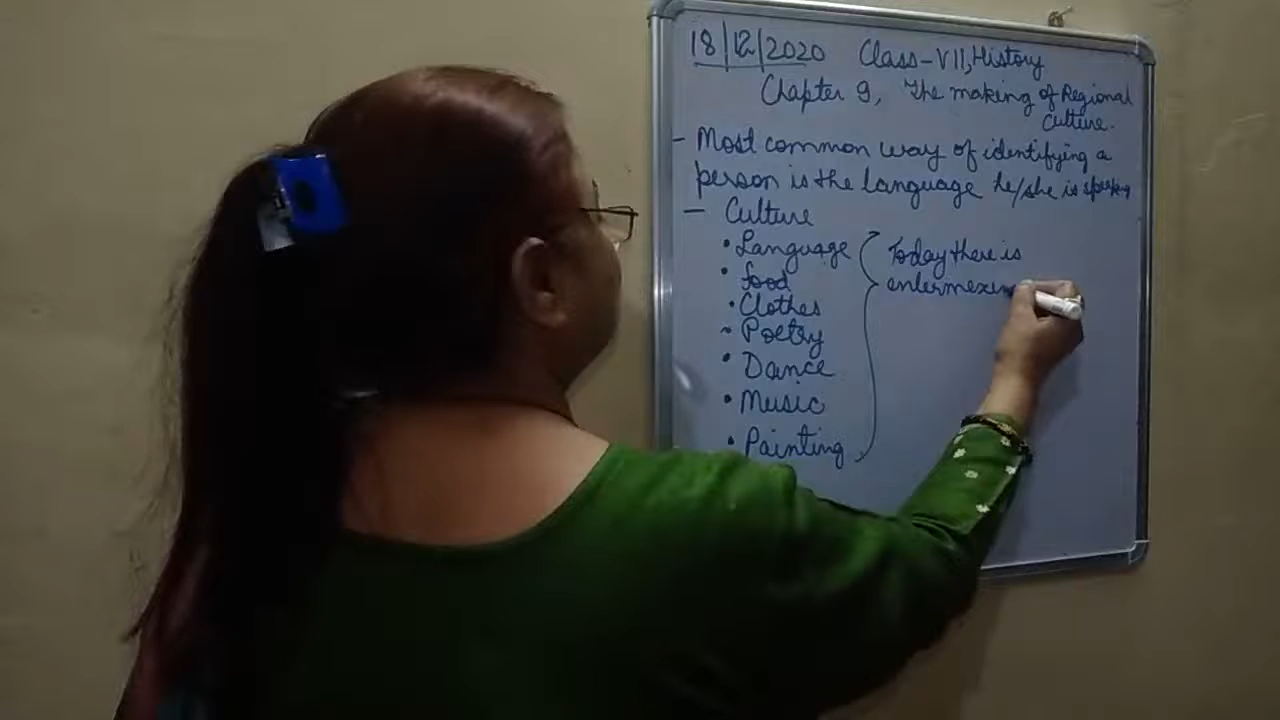 18/12/2020 Class-VII, History
Chapter 9, The making of Regional
Culture.
- Most common way of identifying a
person is the language he/she is speaking
- Culture
• Language
• food
• Clothes
• Poetry
• Dance
• Music
• Painting
Today there is